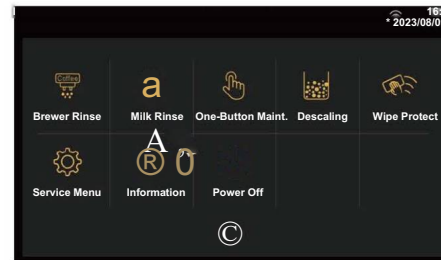 16:
* 2023/08/0
Coffee
a
Brewer Rinse
Milk Rinse
One-Button Maint.
Descaling
Wipe Protect
A
®
Service Menu
Information
Power Off
©